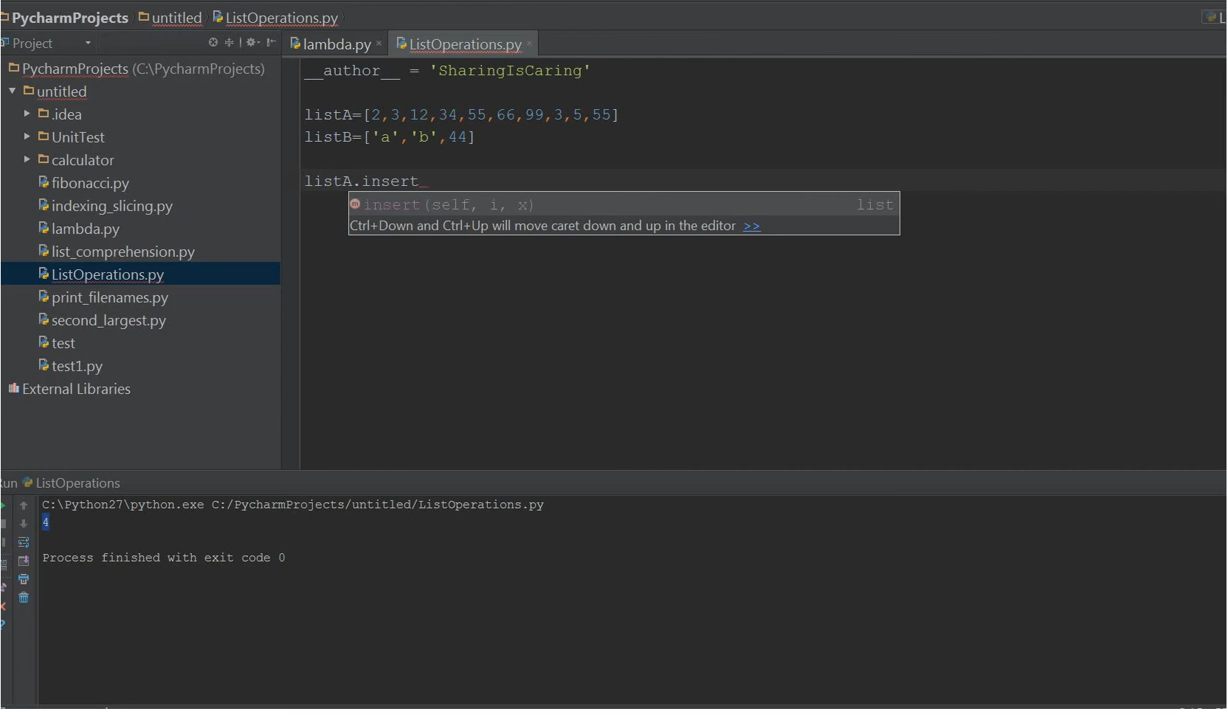 PycharmProjects untitled ListOperations.py
Project
lambda.py × ListOperations.py ×
PycharmProjects (C:\PycharmProjects)
untitled
.idea
UnitTest
calculator
fibonacci.py
indexing_slicing.py
lambda.py
list_comprehension.py
ListOperations.py
print_filenames.py
second_largest.py
test
test1.py
External Libraries
__author__ = 'SharingIsCaring'
listA=[2,3,12,34,55,66,99,3,5,55]
listB=['a','b',44]
listA.insert
m insert(self, i, x) list
Ctrl+Down and Ctrl+Up will move caret down and up in the editor >>
ListOperations
C:\Python27\python.exe C:/PycharmProjects/untitled/ListOperations.py
4
Process finished with exit code 0